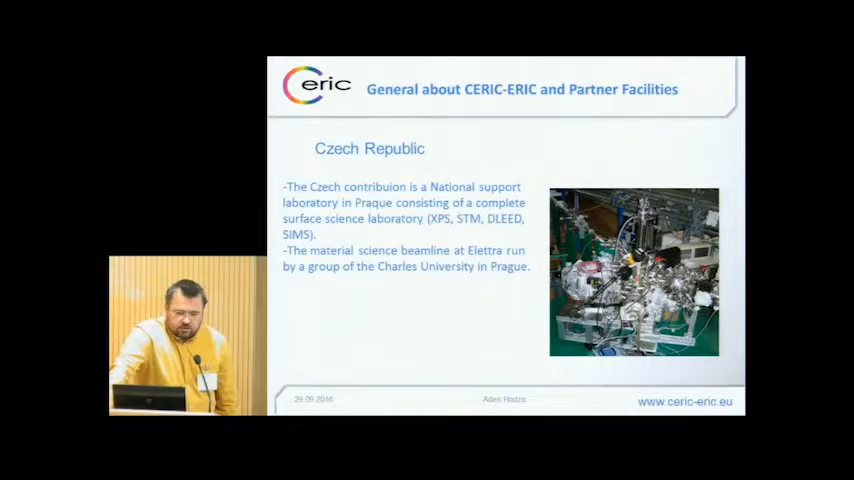 eric
General about CERIC-ERIC and Partner Facilities
Czech Republic
-The Czech contribuion is a National support
laboratory in Praque consisting of a complete
surface science laboratory (XPS, STM, DLEED,
SIMS).
-The material science beamline at Elettra run
by a group of the Charles University in Prague.
29.09.2016
Aden Hodzic
www.ceric-eric.eu